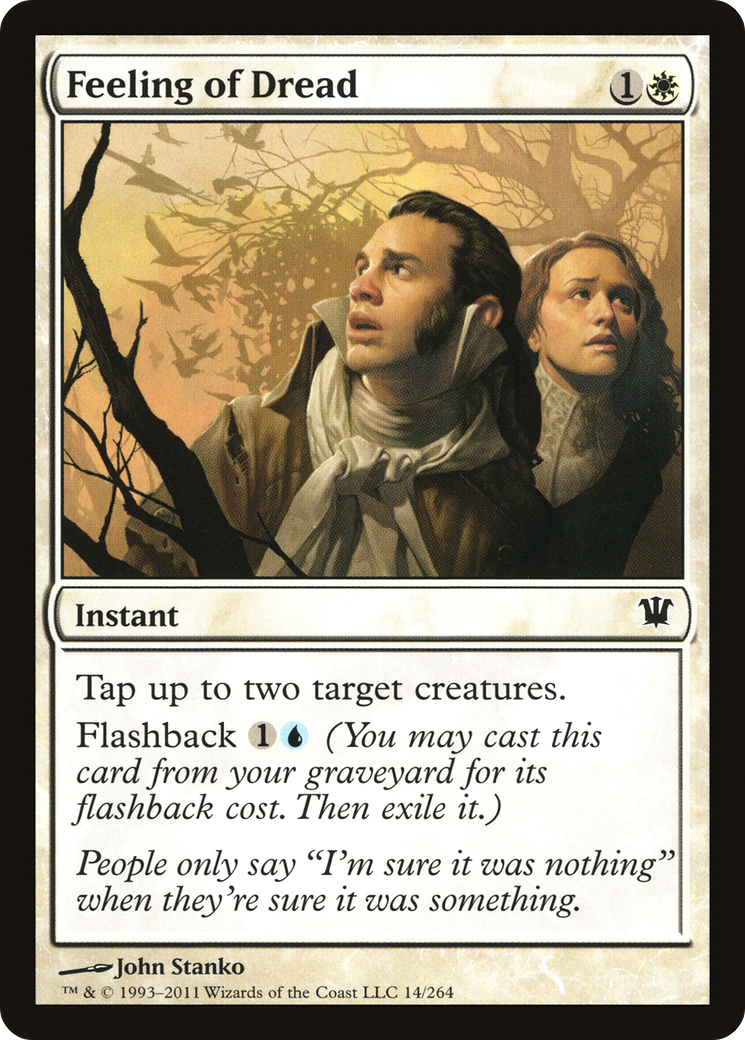 Feeling of Dread 1
Instant
Tap up to two target creatures.
Flashback 1 (You may cast this
card from your graveyard for its
flashback cost. Then exile it.)
People only say “I’m sure it was nothing”
when they’re sure it was something.
John Stanko
™ & © 1993–2011 Wizards of the Coast LLC 14/264